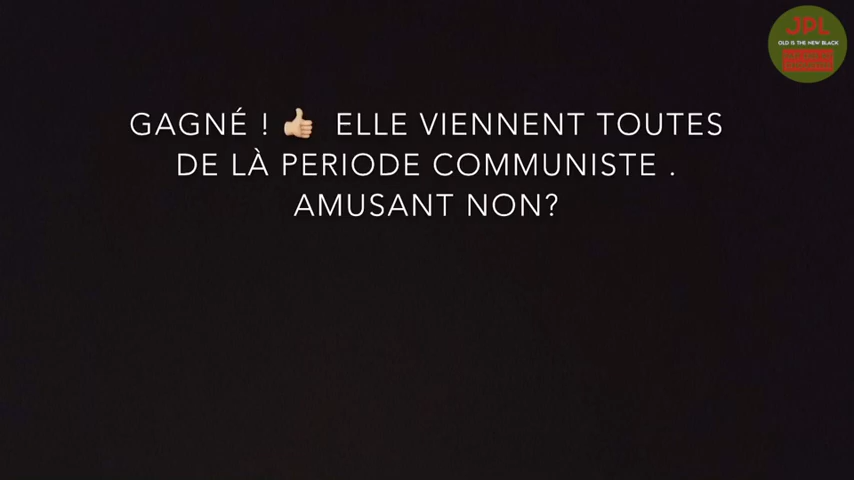 JPL
OLD IS THE NEW BLACK
GAGNÉ ! 👍🏼 ELLE VIENNENT TOUTES
DE LÀ PERIODE COMMUNISTE .
AMUSANT NON?